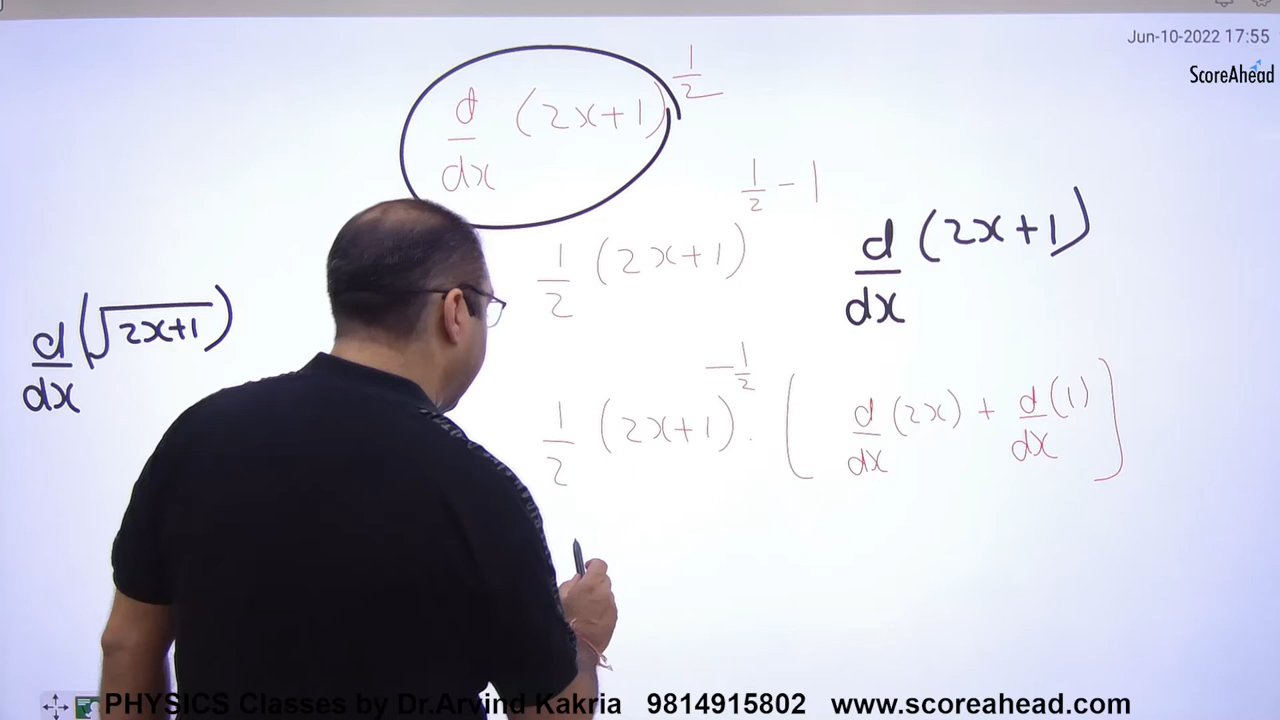 Jun-10-2022 17:55
ScoreAhead
d/dx (2x+1)^(1/2)
1/2 (2x+1)^(1/2 - 1)
d/dx (2x+1)
d/dx (√(2x+1))
1/2 (2x+1)^(-1/2) . [ d/dx (2x) + d/dx (1) ]
PHYSICS Classes by Dr.Arvind Kakria 9814915802 www.scoreahead.com